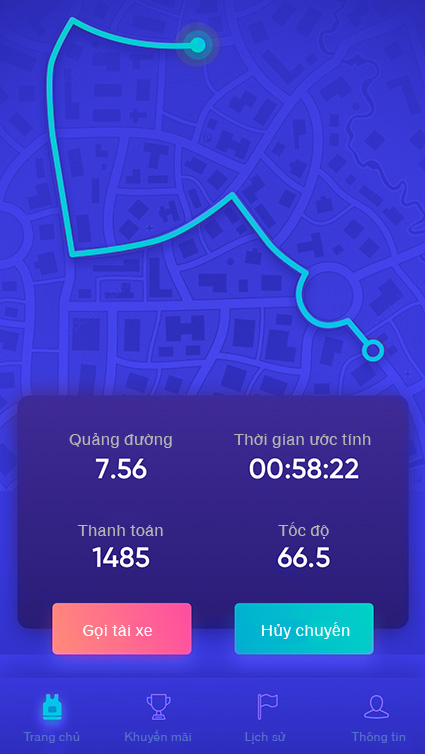 Quảng đường
Thời gian ước tính
7.56
00:58:22
Thanh toán
Tốc độ
1485
66.5
Gọi tài xe
Hủy chuyến
Trang chủ
Khuyến mãi
Lịch sử
Thông tin